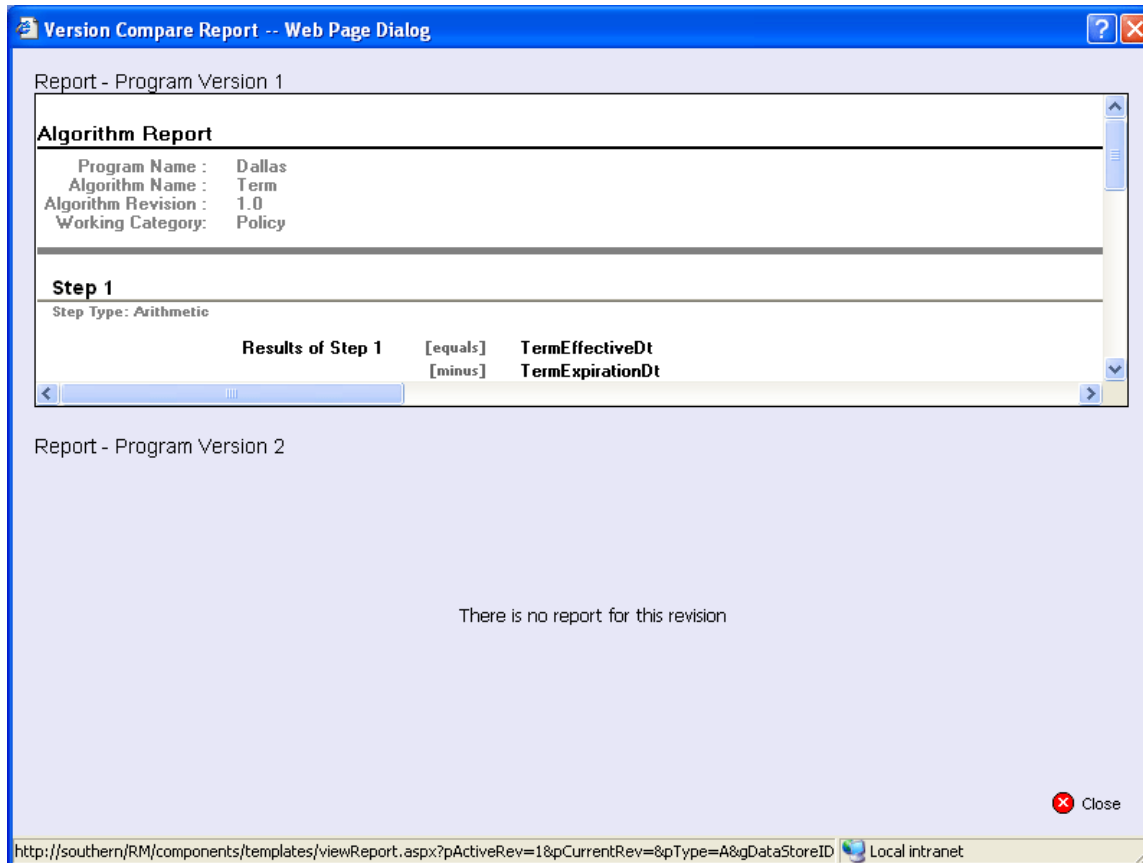 Version Compare Report -- Web Page Dialog
Report - Program Version 1
Algorithm Report
Program Name : Dallas
Algorithm Name : Term
Algorithm Revision : 1.0
Working Category: Policy
Step 1
Step Type: Arithmetic
Results of Step 1 [equals] TermEffectiveDt
[minus] TermExpirationDt
Report - Program Version 2
There is no report for this revision
Close
http://southern/RM/components/templates/viewReport.aspx?pActiveRev=1&pCurrentRev=&pType=A&gDataStoreID Local intranet